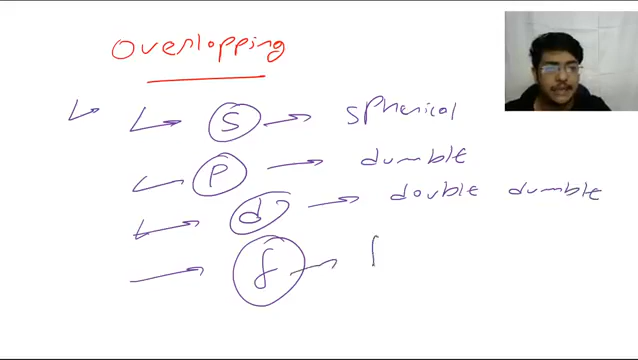 Overlopping
S spherical
P dumble
d double dumble
f